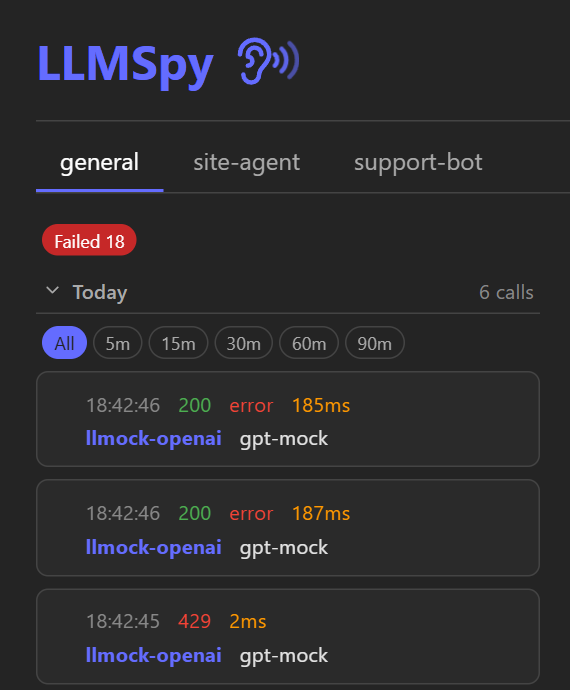 LLMSpy
general site-agent support-bot
Failed 18
Today 6 calls
All 5m 15m 30m 60m 90m
18:42:46 200 error 185ms
llmock-openai gpt-mock
18:42:46 200 error 187ms
llmock-openai gpt-mock
18:42:45 429 2ms
llmock-openai gpt-mock